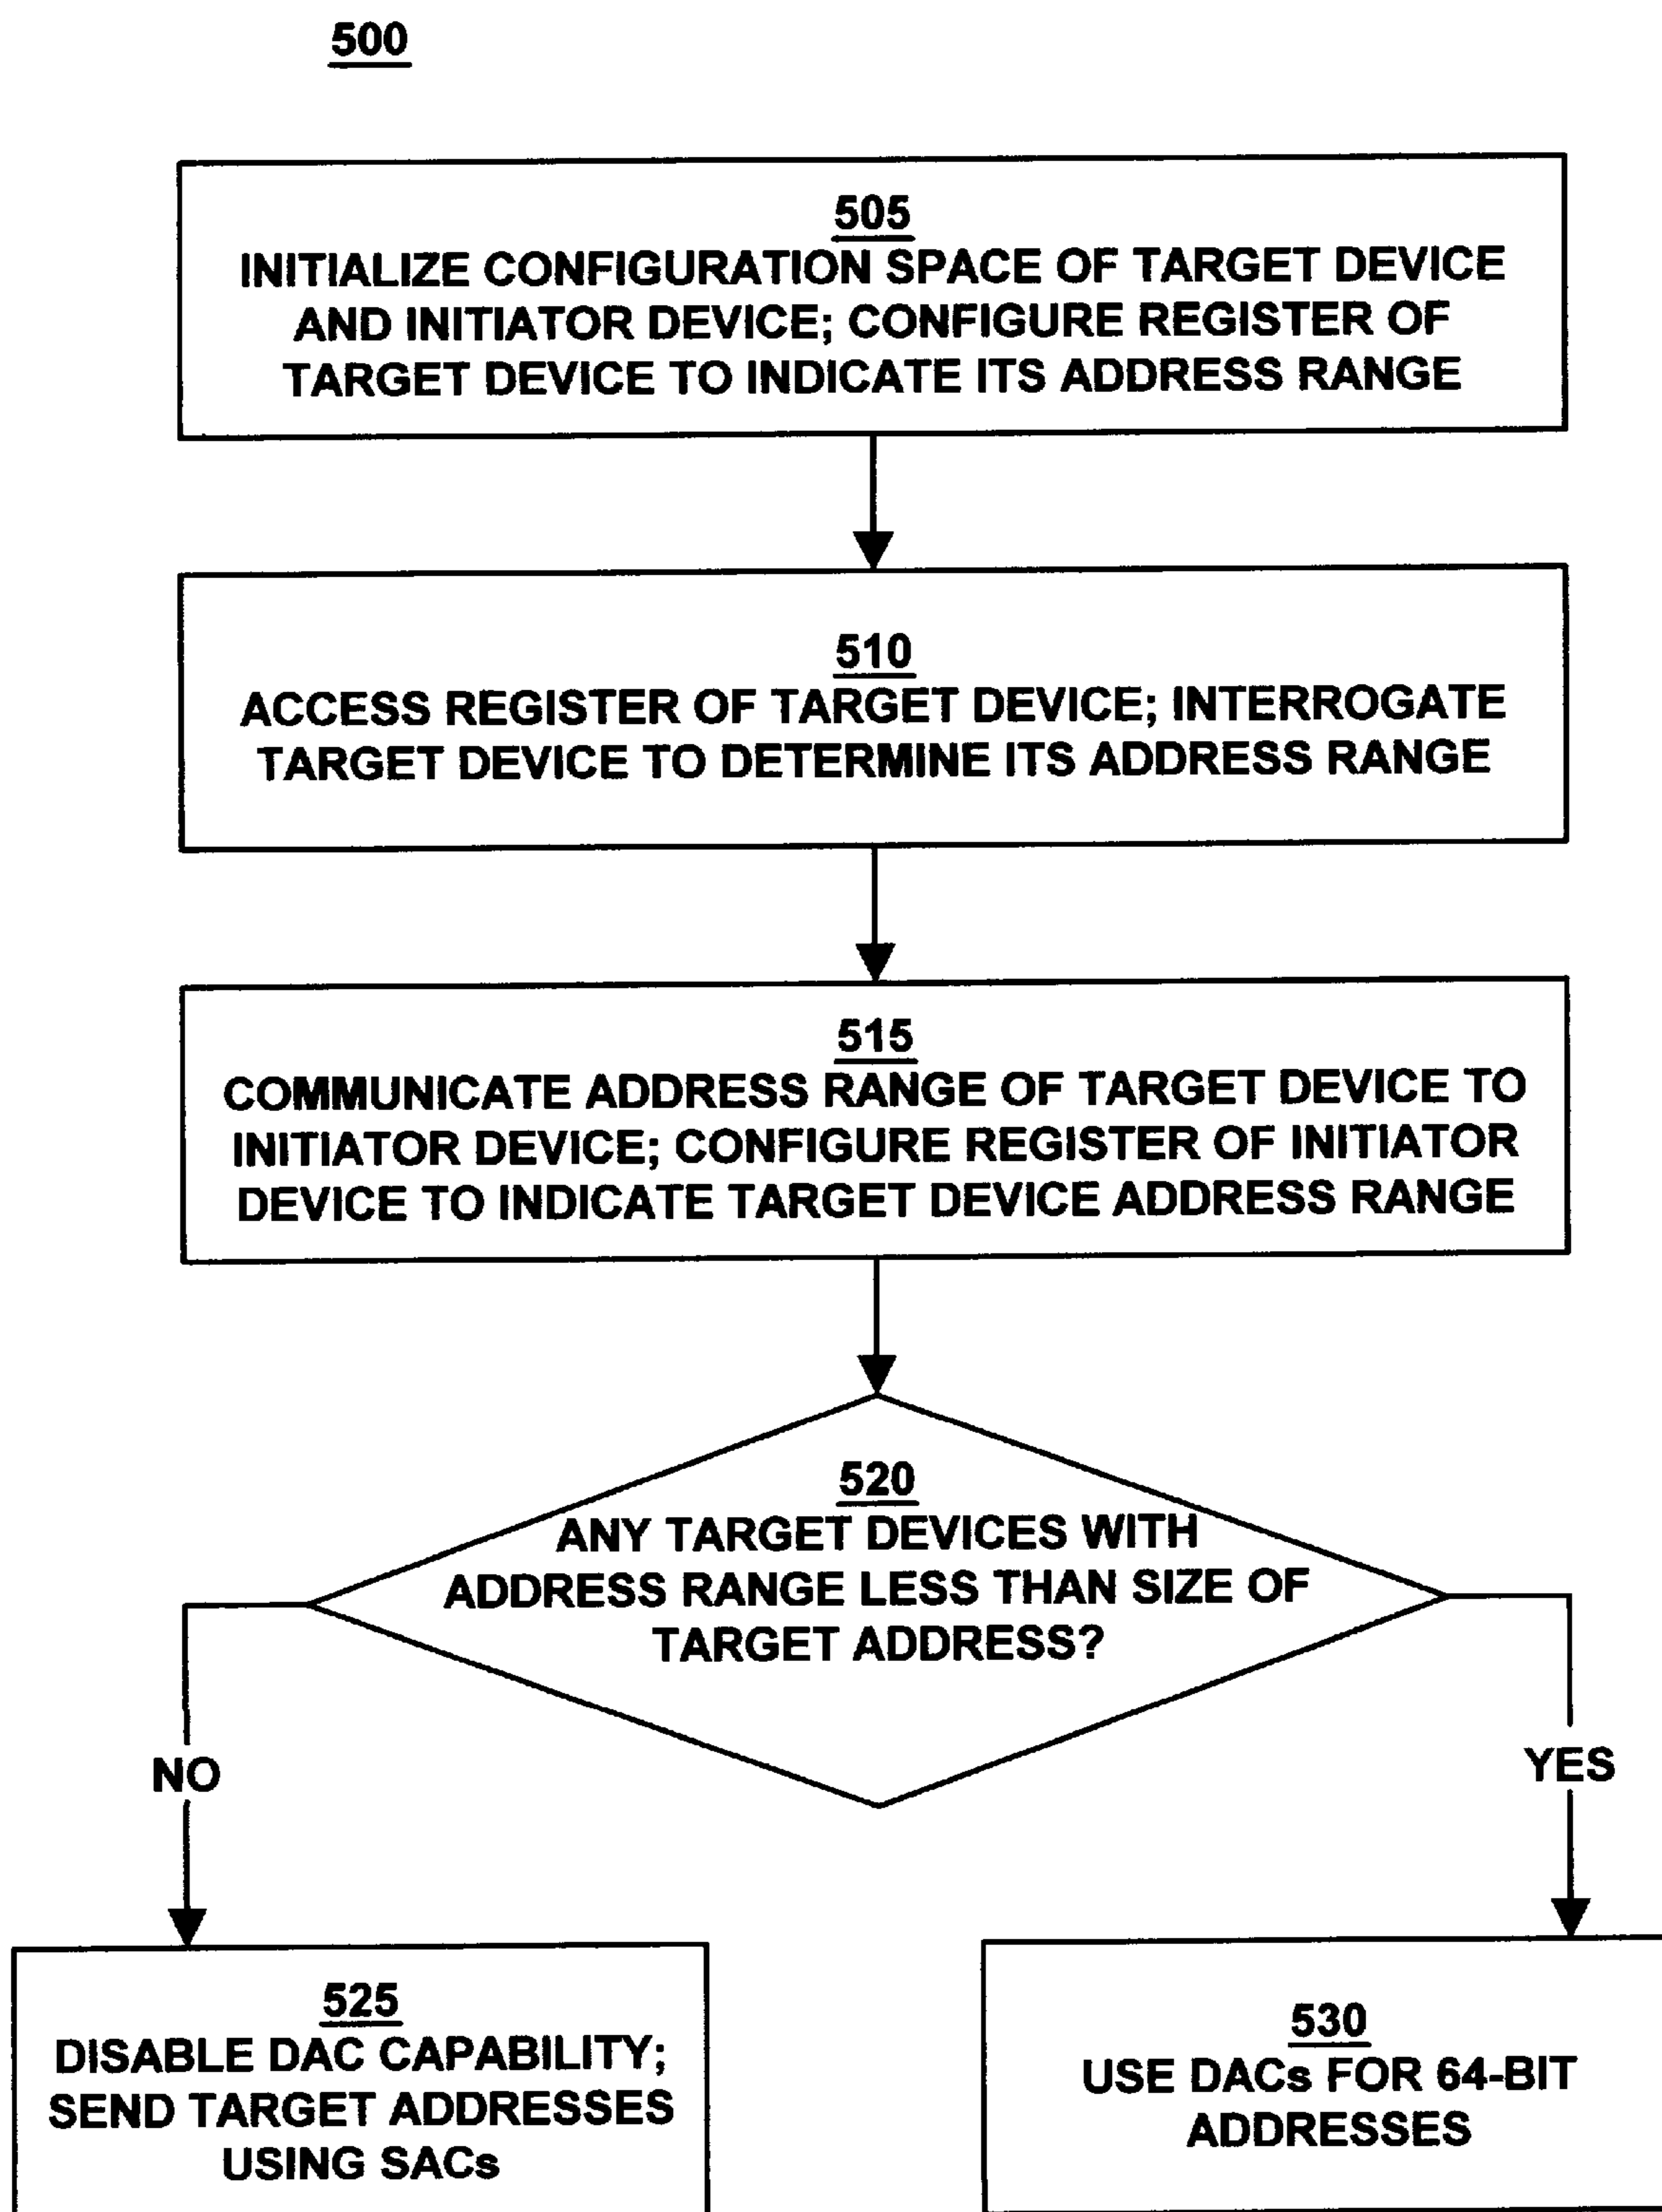 500
505
INITIALIZE CONFIGURATION SPACE OF TARGET DEVICE
AND INITIATOR DEVICE; CONFIGURE REGISTER OF
TARGET DEVICE TO INDICATE ITS ADDRESS RANGE
510
ACCESS REGISTER OF TARGET DEVICE; INTERROGATE
TARGET DEVICE TO DETERMINE ITS ADDRESS RANGE
515
COMMUNICATE ADDRESS RANGE OF TARGET DEVICE TO
INITIATOR DEVICE; CONFIGURE REGISTER OF INITIATOR
DEVICE TO INDICATE TARGET DEVICE ADDRESS RANGE
520
ANY TARGET DEVICES WITH
ADDRESS RANGE LESS THAN SIZE OF
TARGET ADDRESS?
NO
YES
525
DISABLE DAC CAPABILITY;
SEND TARGET ADDRESSES
USING SACs
530
USE DACs FOR 64-BIT
ADDRESSES